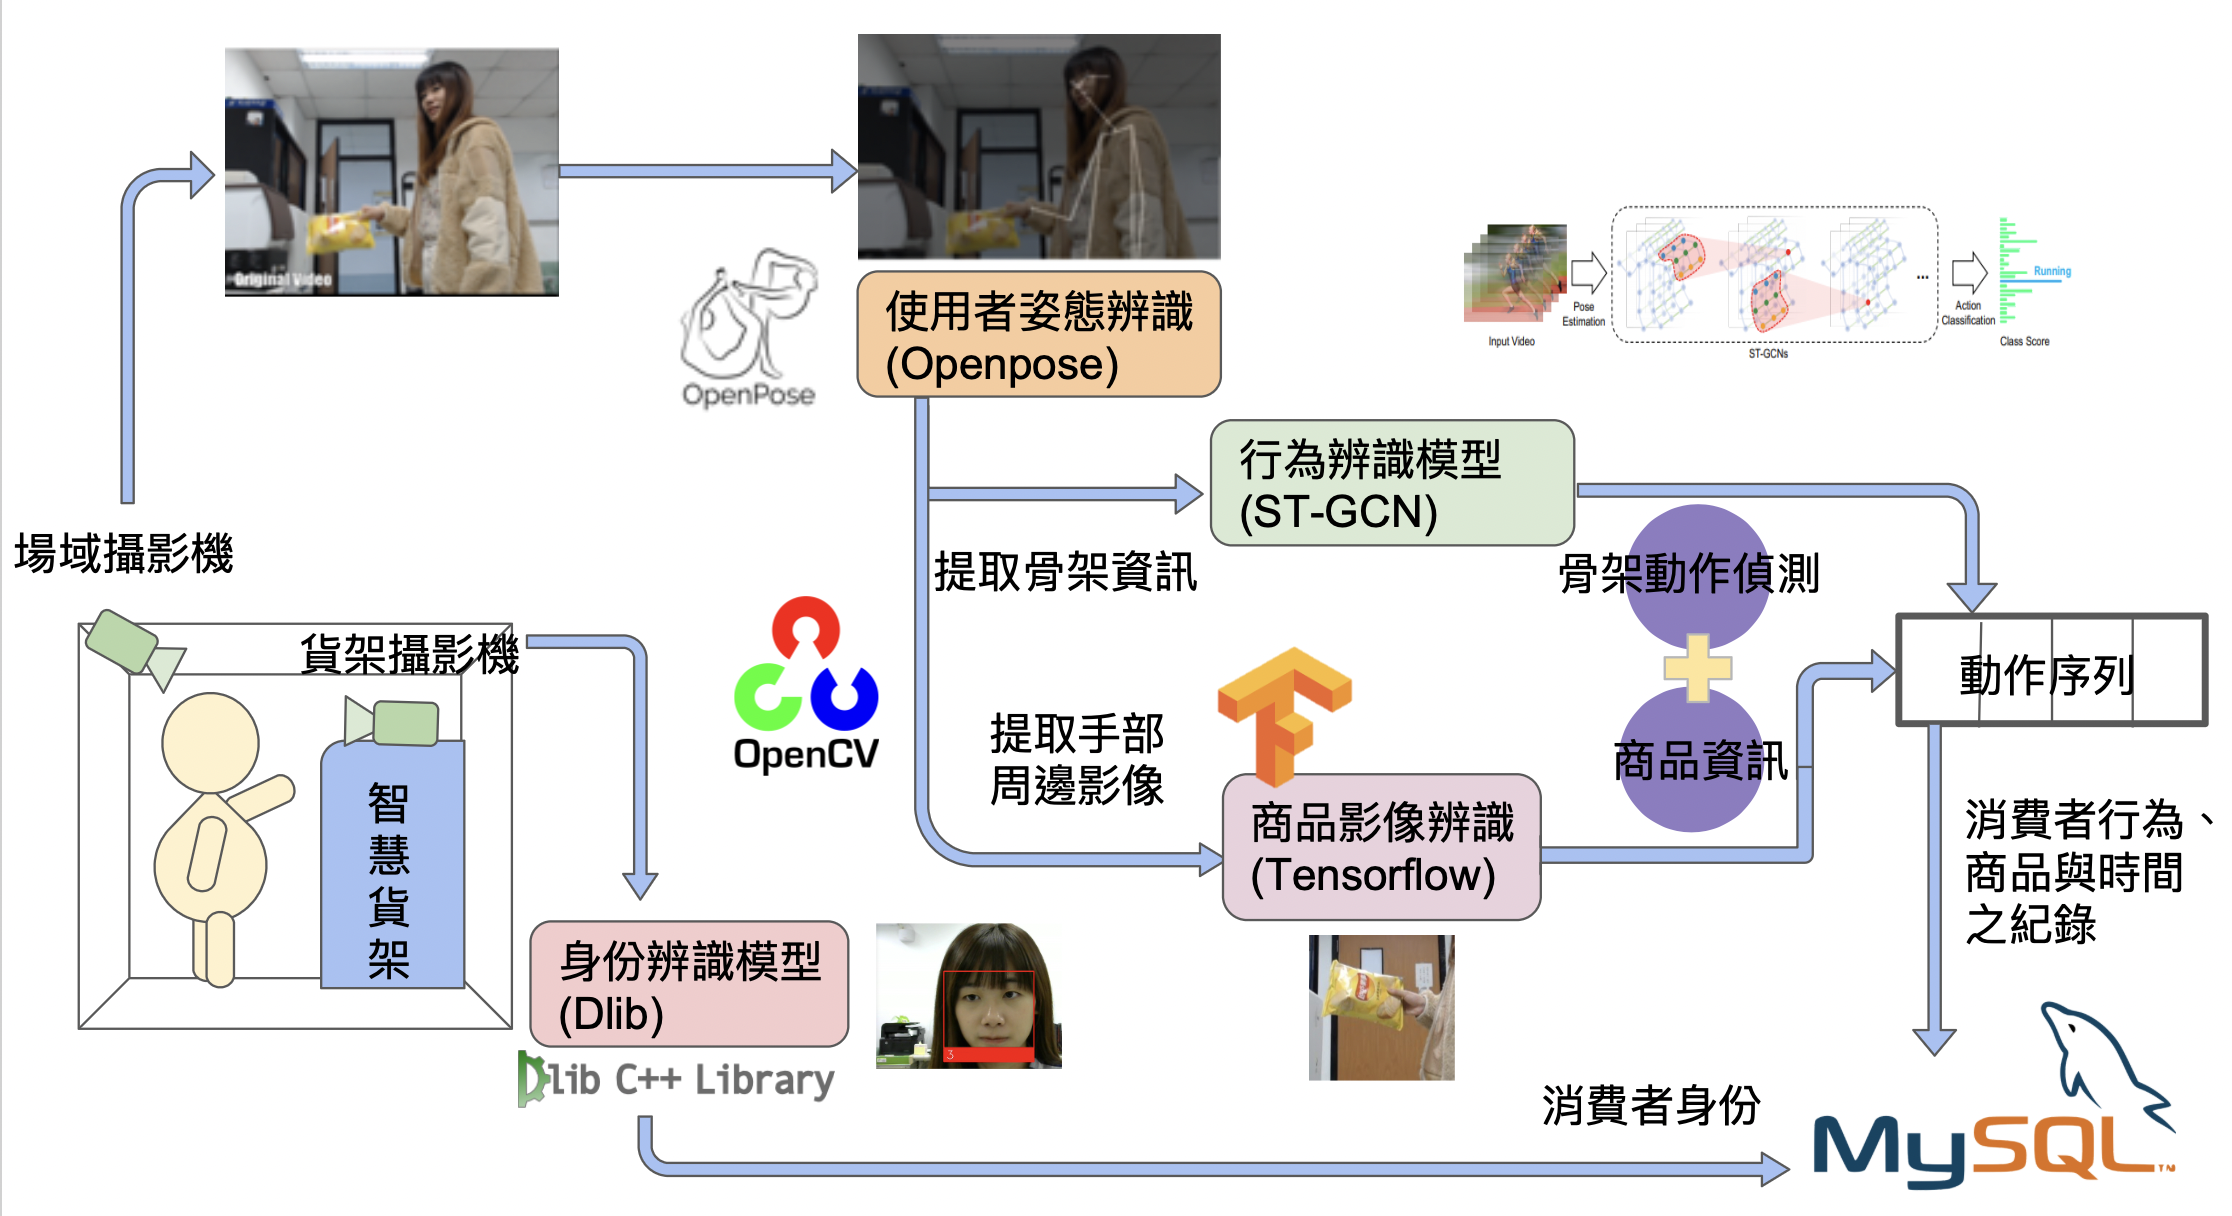 Original Video
OpenPose
使用者姿態辨識
(Openpose)
Input Video
Pose
Estimation
ST-GCNs
...
Action
Classification
Running
Class Score
行為辨識模型
(ST-GCN)
場域攝影機
提取骨架資訊
骨架動作偵測
貨架攝影機
動作序列
OpenCV
提取手部
周邊影像
商品資訊
智
慧
貨
架
商品影像辨識
(Tensorflow)
消費者行為、
商品與時間
之紀錄
身份辨識模型
(Dlib)
3
Dlib C++ Library
消費者身份
MySQL
TM